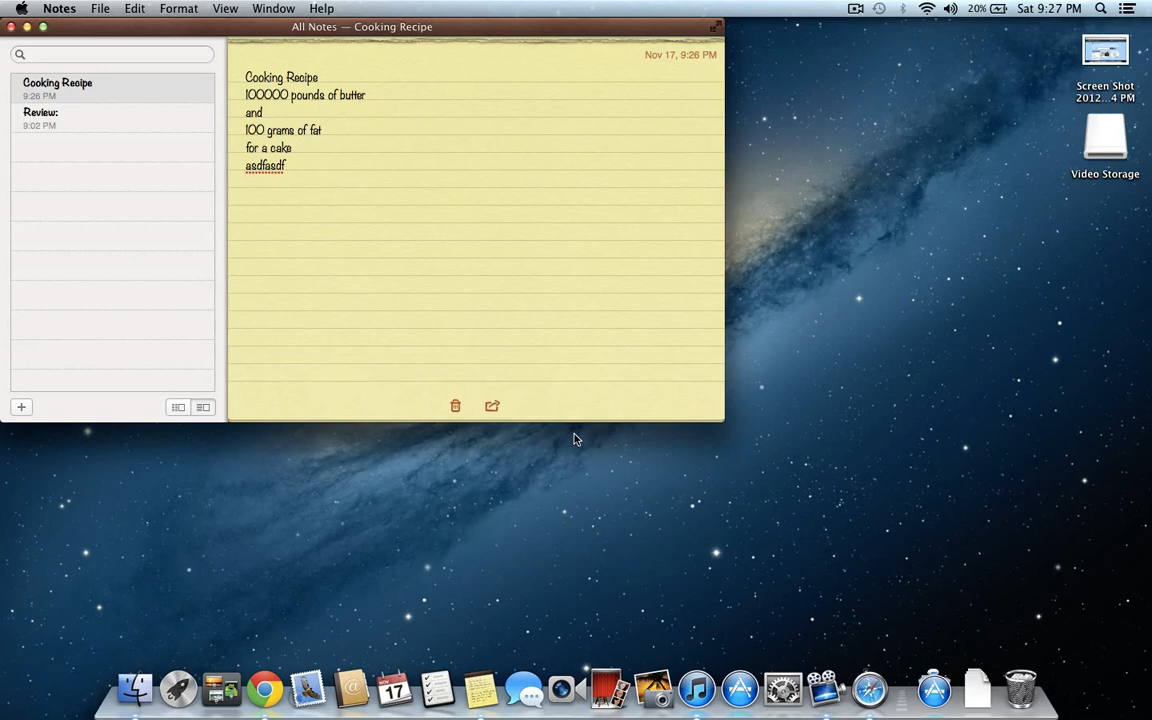 Notes File Edit Format View Window Help 20% Sat 9:27 PM
All Notes — Cooking Recipe
Nov 17, 9:26 PM
Cooking Recipe
9:26 PM
Review:
9:02 PM
Cooking Recipe
100000 pounds of butter
and
100 grams of fat
for a cake
asdfasdf
Screen Shot
2012...4 PM
Video Storage
NOV
17